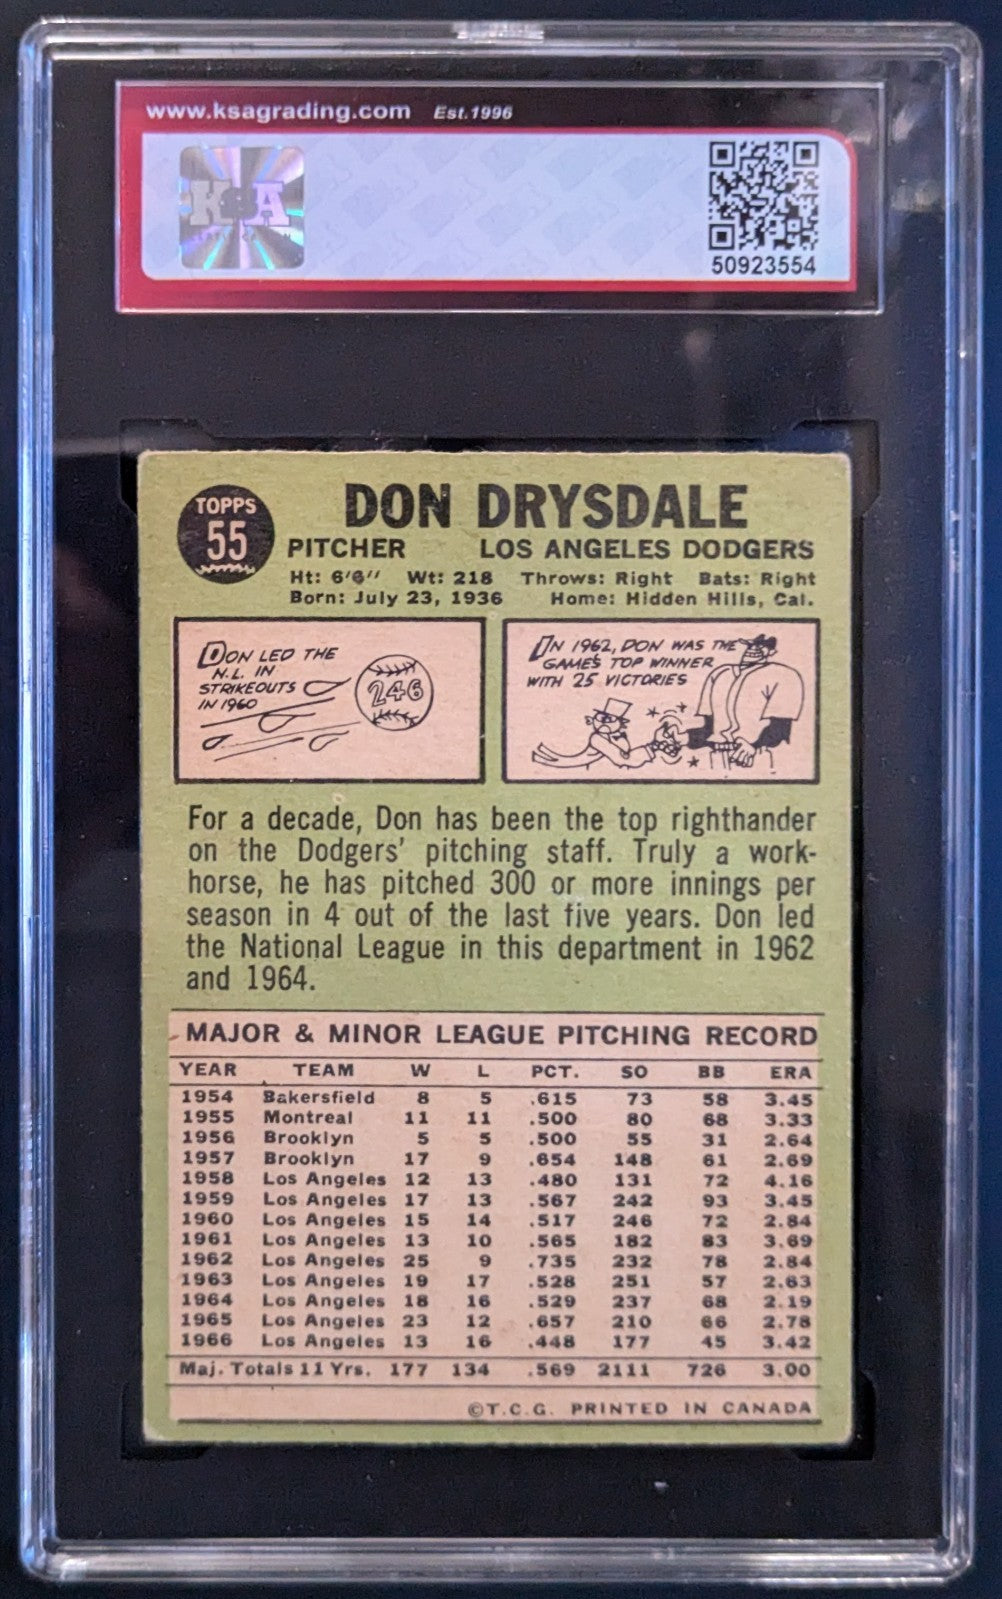 www.ksagrading.com Est.1996
KSA
50923554
TOPPS
55
DON DRYSDALE
PITCHER LOS ANGELES DODGERS
Ht: 6'6" Wt: 218 Throws: Right Bats: Right
Born: July 23, 1936 Home: Hidden Hills, Cal.
DON LED THE
N.L. IN
STRIKEOUTS
IN 1960
246
IN 1962, DON WAS THE
GAME'S TOP WINNER
WITH 25 VICTORIES
For a decade, Don has been the top righthander
on the Dodgers' pitching staff. Truly a work-
horse, he has pitched 300 or more innings per
season in 4 out of the last five years. Don led
the National League in this department in 1962
and 1964.
MAJOR & MINOR LEAGUE PITCHING RECORD
YEAR TEAM W L PCT. SO BB ERA
1954 Bakersfield 8 5 .615 73 58 3.45
1955 Montreal 11 11 .500 80 68 3.33
1956 Brooklyn 5 5 .500 55 31 2.64
1957 Brooklyn 17 9 .654 148 61 2.69
1958 Los Angeles 12 13 .480 131 72 4.16
1959 Los Angeles 17 13 .567 242 93 3.45
1960 Los Angeles 15 14 .517 246 72 2.84
1961 Los Angeles 13 10 .565 182 83 3.69
1962 Los Angeles 25 9 .735 232 78 2.84
1963 Los Angeles 19 17 .528 251 57 2.63
1964 Los Angeles 18 16 .529 237 68 2.19
1965 Los Angeles 23 12 .657 210 66 2.78
1966 Los Angeles 13 16 .448 177 45 3.42
Maj. Totals 11 Yrs. 177 134 .569 2111 726 3.00
©T.C.G. PRINTED IN CANADA